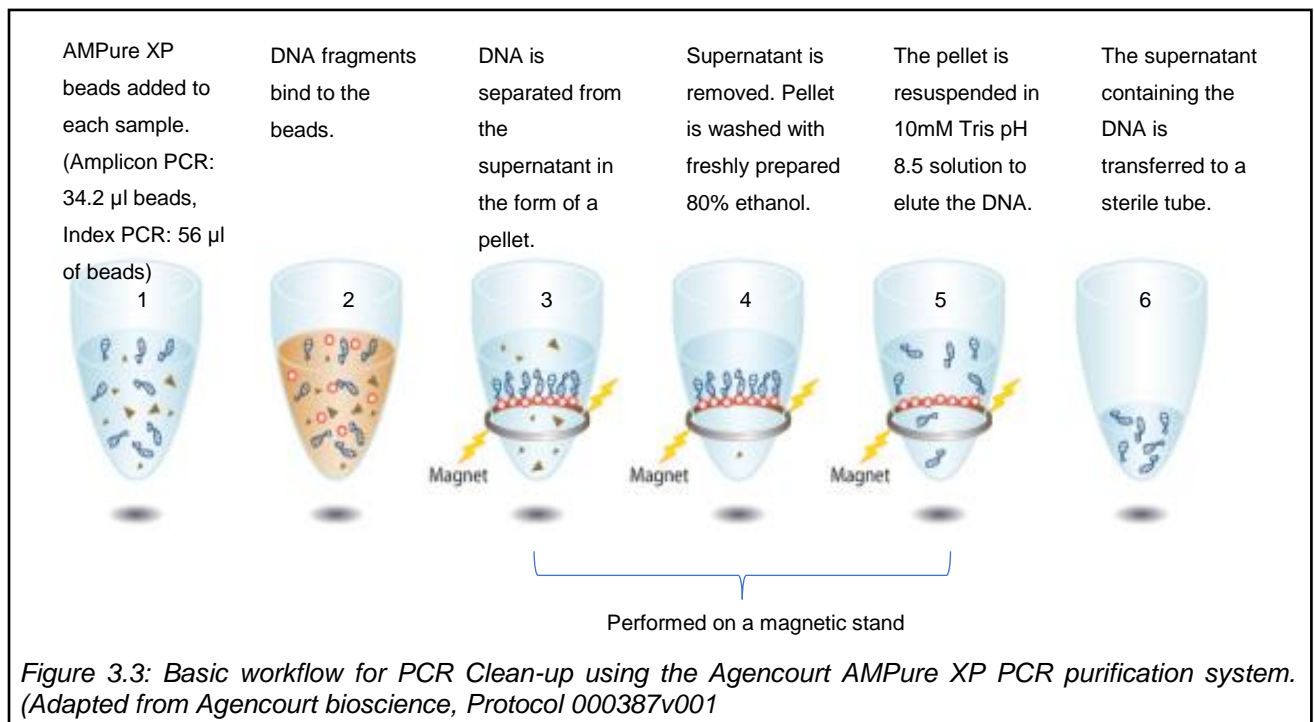 AMPure XP
beads added to
each sample.
(Amplicon PCR:
34.2 µl beads,
Index PCR: 56 µl
of beads)
DNA fragments
bind to the
beads.
DNA is
separated from
the
supernatant in
the form of a
pellet.
Supernatant is
removed. Pellet
is washed with
freshly prepared
80% ethanol.
The pellet is
resuspended in
10mM Tris pH
8.5 solution to
elute the DNA.
The supernatant
containing the
DNA is
transferred to a
sterile tube.
1
2
3
4
5
6
Magnet
Magnet
Magnet
Performed on a magnetic stand
Figure 3.3: Basic workflow for PCR Clean-up using the Agencourt AMPure XP PCR purification system.
(Adapted from Agencourt bioscience, Protocol 000387v001